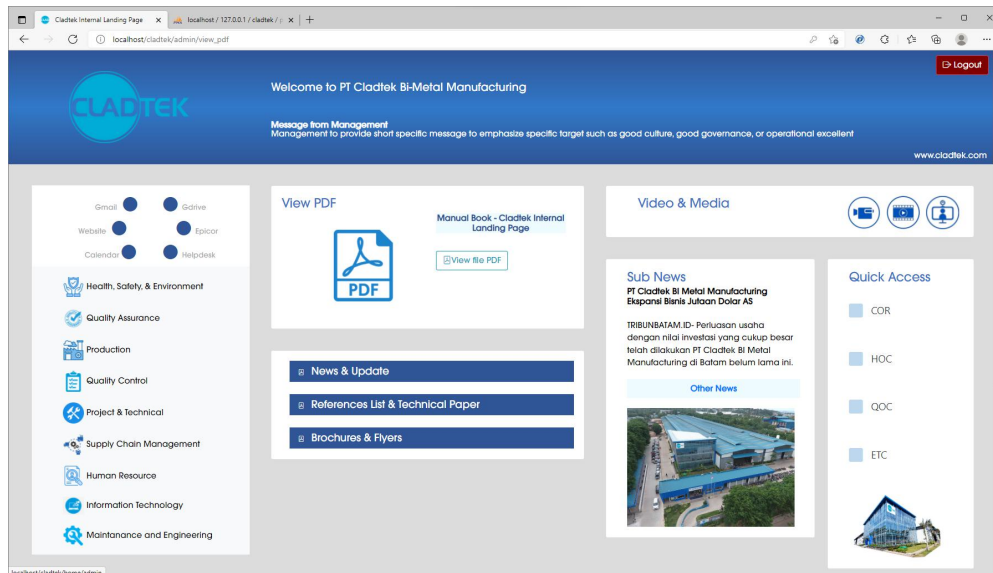 Cladtek Internal Landing Page
localhost / 127.0.0.1 / cladtek / p
localhost/cladtek/admin/view_pdf
Logout
CLADTEK
Welcome to PT Cladtek Bi-Metal Manufacturing
Message from Management
Management to provide short specific message to emphasize specific target such as good culture, good governance, or operational excellent
www.cladtek.com
Gmail
Gdrive
Website
Epicor
Calendar
Helpdesk
Health, Safety, & Environment
Quality Assurance
Production
Quality Control
Project & Technical
Supply Chain Management
Human Resource
Information Technology
Maintanance and Engineering
View PDF
PDF
Manual Book - Cladtek Internal
Landing Page
View file PDF
News & Update
References List & Technical Paper
Brochures & Flyers
Video & Media
Sub News
PT Cladtek BI Metal Manufacturing
Ekspansi Bisnis Jutaan Dolar AS
TRIBUNBATAM.ID- Perluasan usaha
dengan nilai investasi yang cukup besar
telah dilakukan PT Cladtek BI Metal
Manufacturing di Batam belum lama ini.
Other News
Quick Access
COR
HOC
QOC
ETC
localhost/cladtek/home/admin